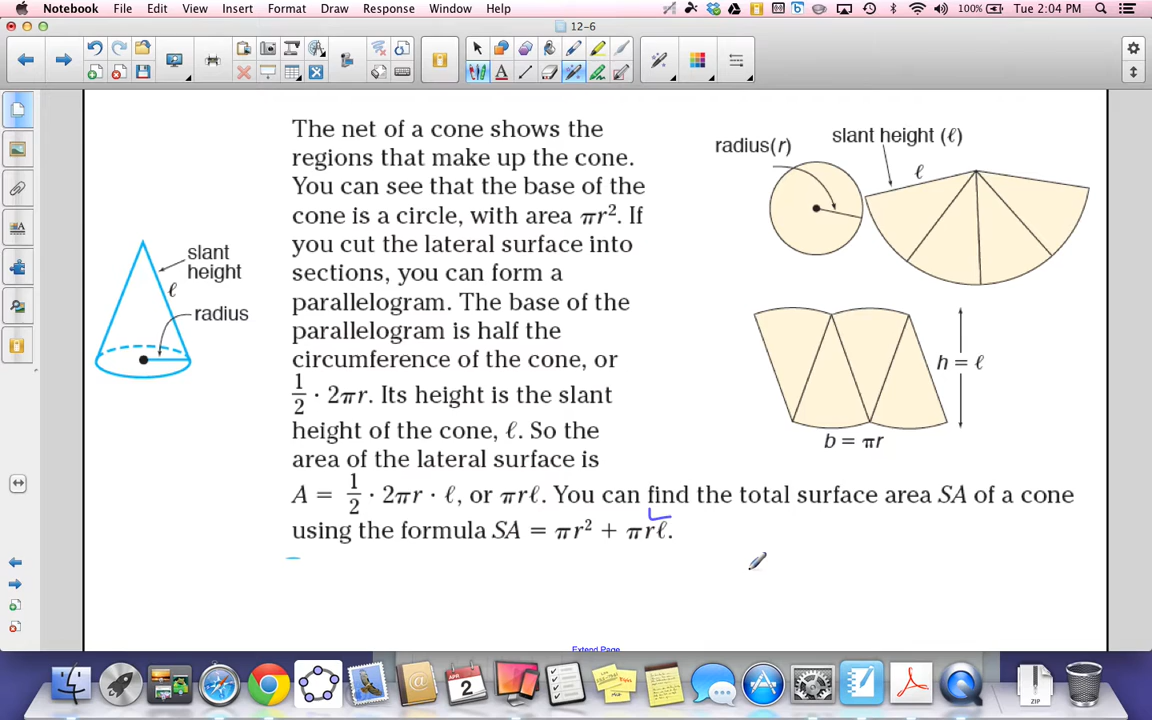 Notebook File Edit View Insert Format Draw Response Window Help 100% Tue 2:04 PM
12-6
The net of a cone shows the
regions that make up the cone.
You can see that the base of the
cone is a circle, with area πr². If
you cut the lateral surface into
sections, you can form a
parallelogram. The base of the
parallelogram is half the
circumference of the cone, or
1/2 · 2πr. Its height is the slant
height of the cone, ℓ. So the
area of the lateral surface is
A = 1/2 · 2πr · ℓ, or πrℓ. You can find the total surface area SA of a cone
using the formula SA = πr² + πrℓ.
slant
height
ℓ
radius
radius(r)
slant height (ℓ)
ℓ
h = ℓ
b = πr
Extend Page
APR
2
ZIP